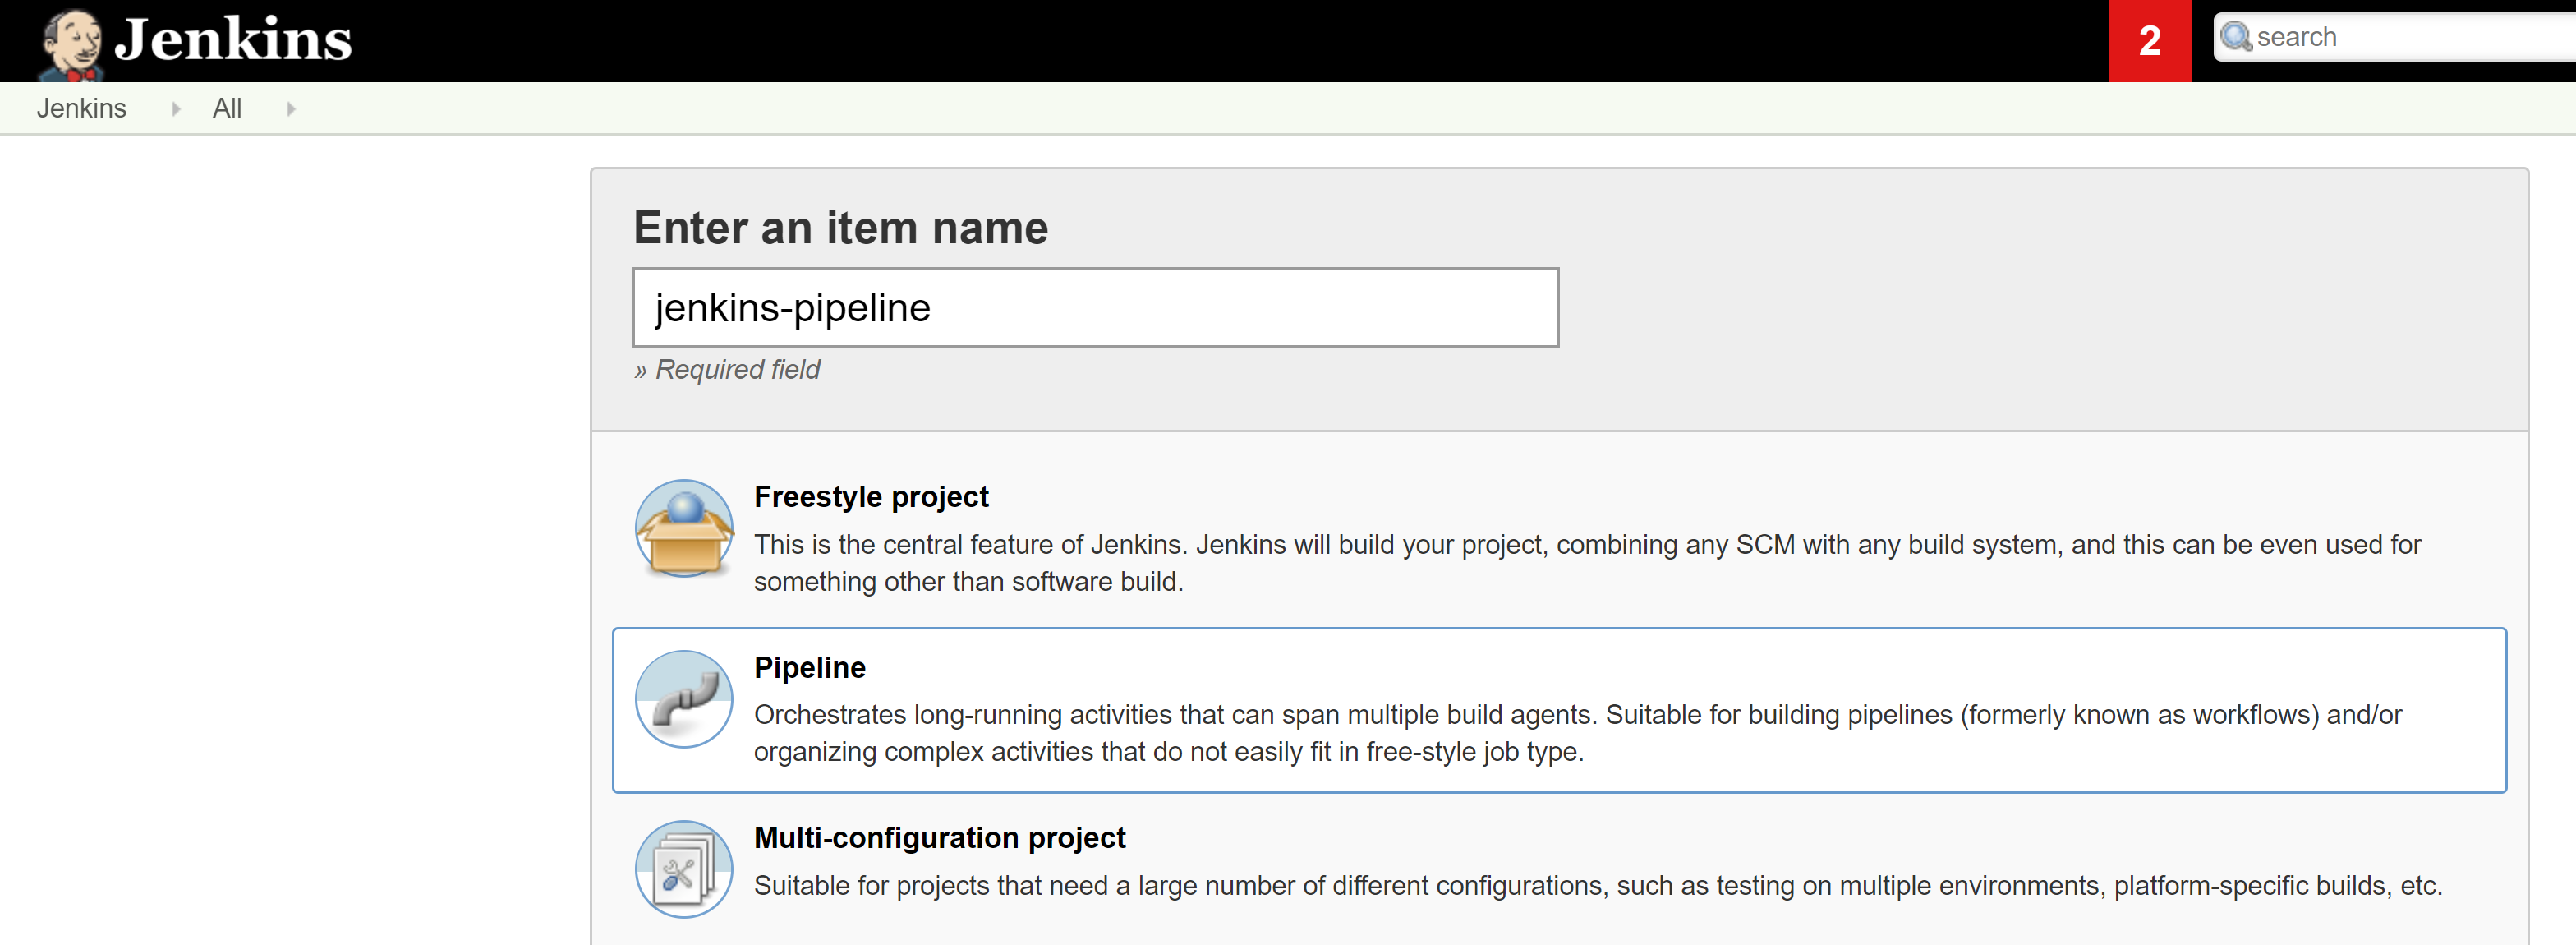 Jenkins
2
search
Jenkins
All
Enter an item name
jenkins-pipeline
» Required field
Freestyle project
This is the central feature of Jenkins. Jenkins will build your project, combining any SCM with any build system, and this can be even used for
something other than software build.
Pipeline
Orchestrates long-running activities that can span multiple build agents. Suitable for building pipelines (formerly known as workflows) and/or
organizing complex activities that do not easily fit in free-style job type.
Multi-configuration project
Suitable for projects that need a large number of different configurations, such as testing on multiple environments, platform-specific builds, etc.